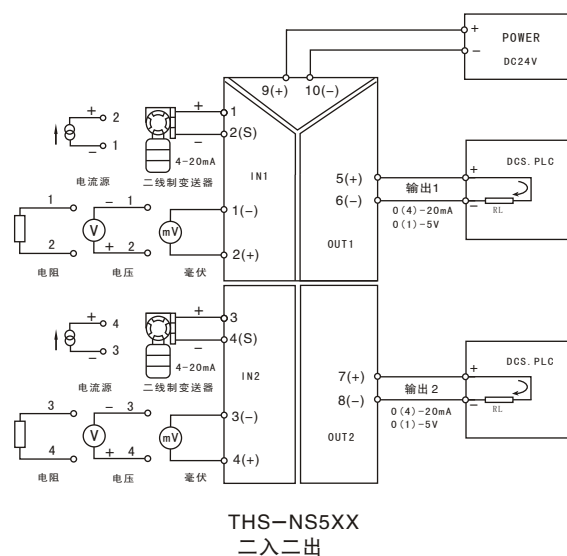 +
POWER
−
DC24V
9(+) 10(−)
+ 2
− 1
电流源
+ 1
− 2(S)
4-20mA
二线制变送器
IN1
5(+)
6(−)
输出1
0(4)-20mA
0(1)-5V
+ DCS.PLC
− RL
1
2
电阻
− 1
V
+ 2
电压
mV
毫伏
1(−)
2(+)
OUT1
+ 4
− 3
电流源
+ 3
− 4(S)
4-20mA
二线制变送器
IN2
7(+)
8(−)
输出2
0(4)-20mA
0(1)-5V
+ DCS.PLC
− RL
3
4
电阻
− 3
V
+ 4
电压
mV
毫伏
3(−)
4(+)
OUT2
THS-NS5XX
二入二出